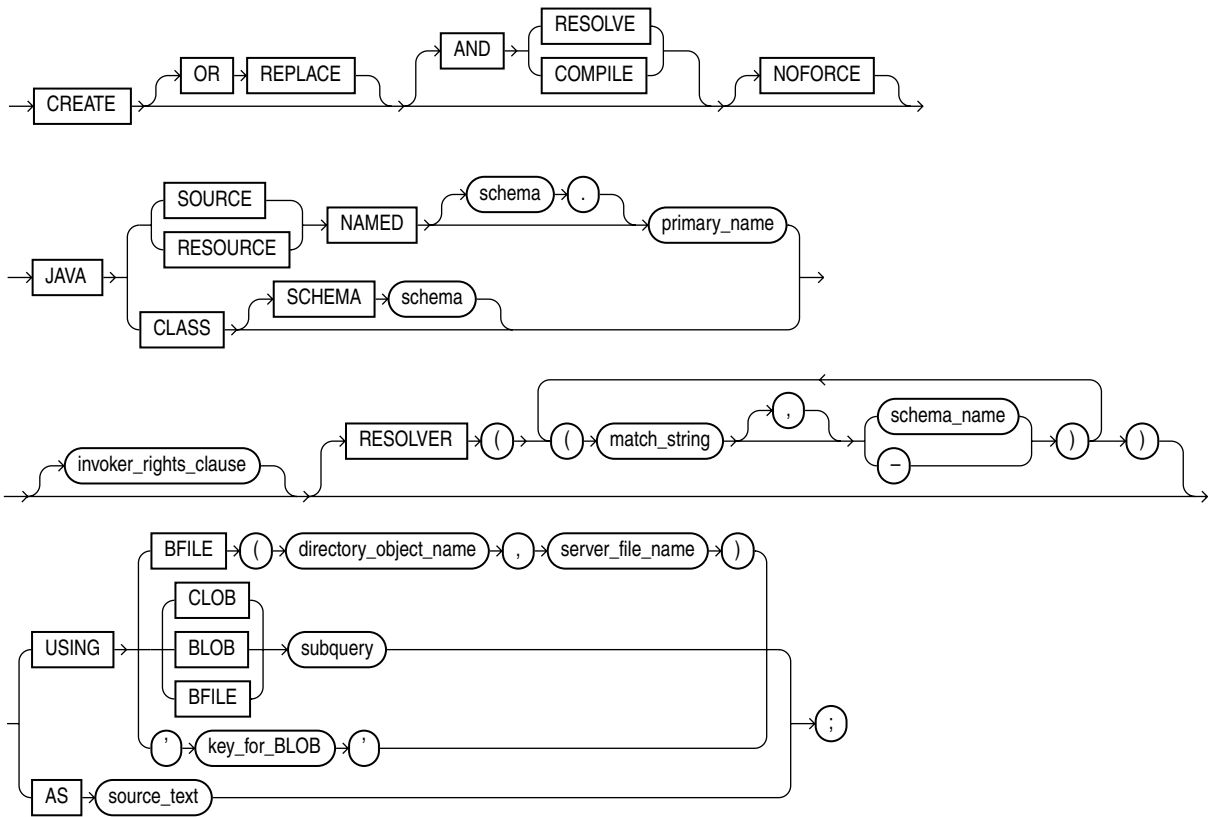 CREATE OR REPLACE AND RESOLVE COMPILE NOFORCE
JAVA SOURCE RESOURCE NAMED schema . primary_name
CLASS SCHEMA schema
invoker_rights_clause RESOLVER ( ( match_string , schema_name – ) )
USING BFILE ( directory_object_name , server_file_name )
CLOB
BLOB subquery
BFILE
' key_for_BLOB '
;
AS source_text